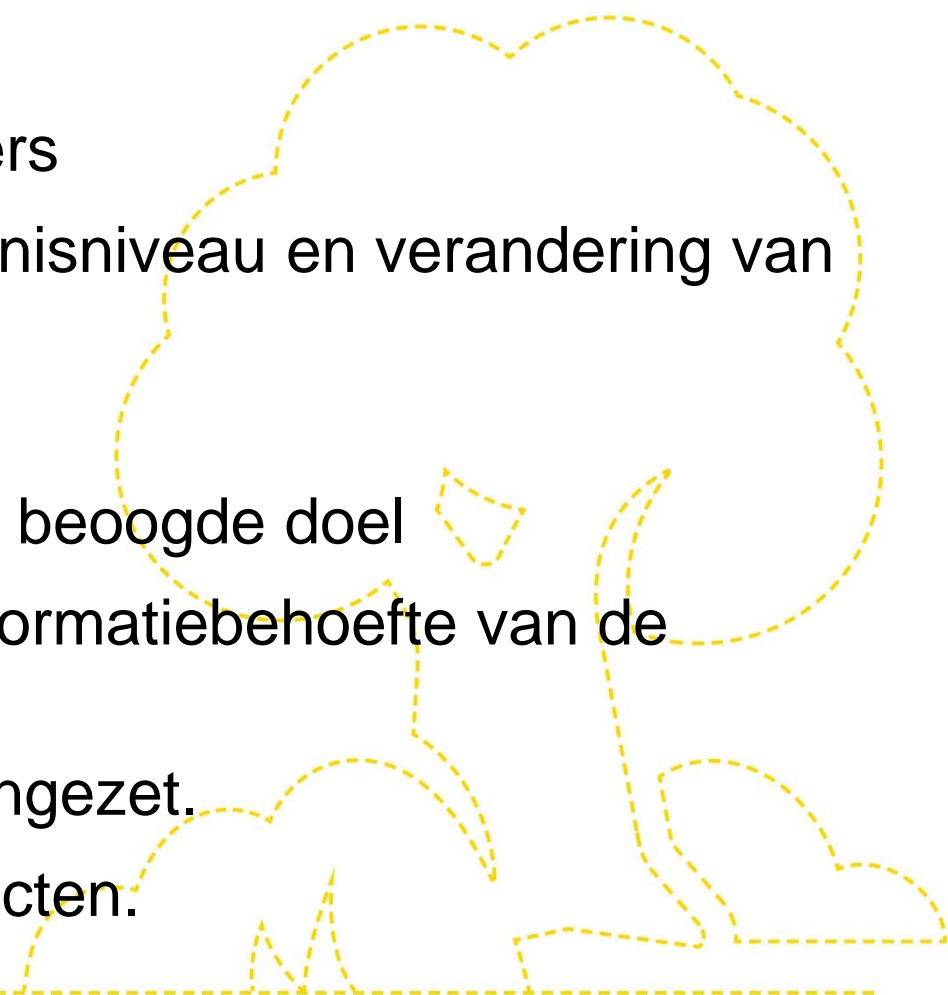 ers
nisniveau en verandering van
beoogde doel
ormatiebehoefte van de
ngezet.
cten.